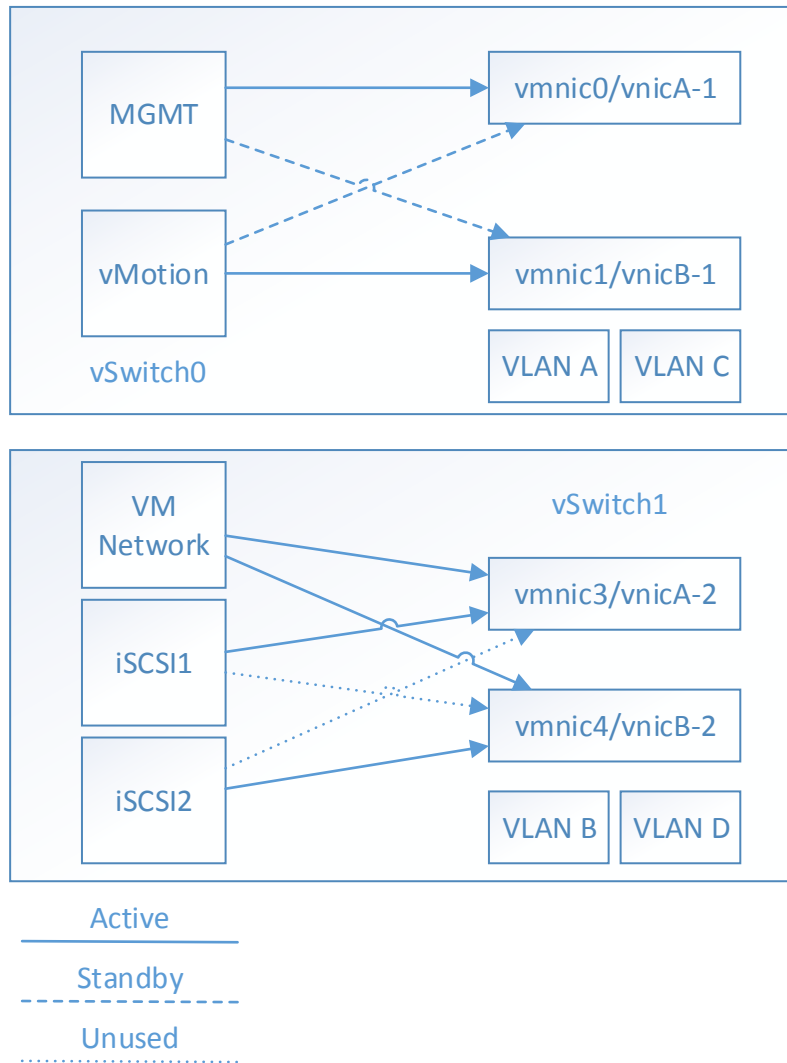 MGMT
vmnic0/vnicA-1
vMotion
vmnic1/vnicB-1
VLAN A
VLAN C
vSwitch0
VM
Network
vSwitch1
vmnic3/vnicA-2
iSCSI1
vmnic4/vnicB-2
iSCSI2
VLAN B
VLAN D
Active
Standby
Unused